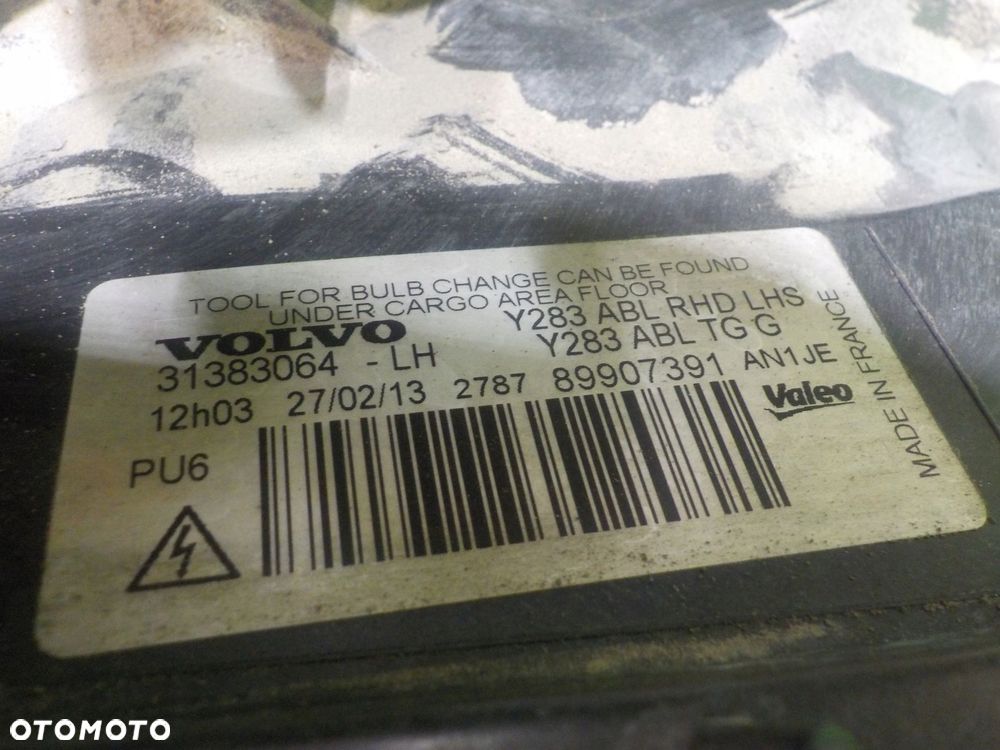 TOOL FOR BULB CHANGE CAN BE FOUND
UNDER CARGO AREA FLOOR
VOLVO Y283 ABL RHD LHS
31383064 - LH Y283 ABL TG G
12h03 27/02/13 2787 89907391 AN1JE
Valeo
MADE IN FRANCE
PU6
OTOMOTO